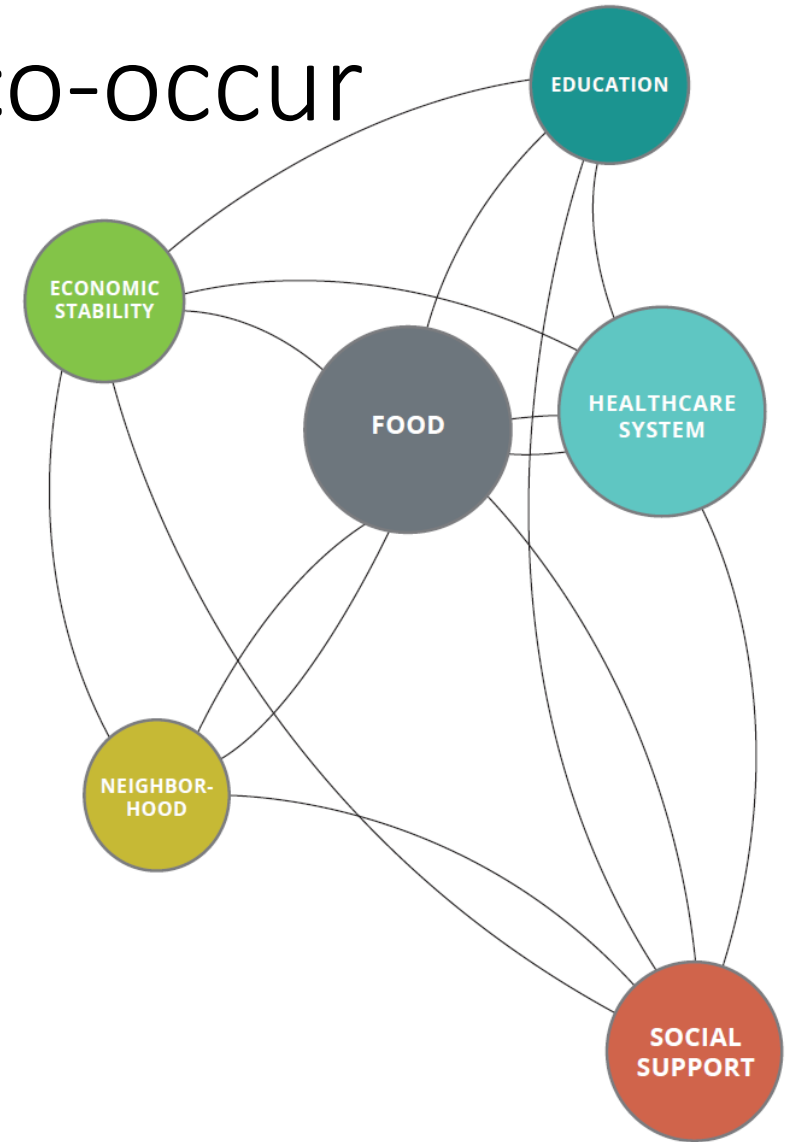 co-occur
EDUCATION
ECONOMIC
STABILITY
FOOD
HEALTHCARE
SYSTEM
NEIGHBOR-
HOOD
SOCIAL
SUPPORT